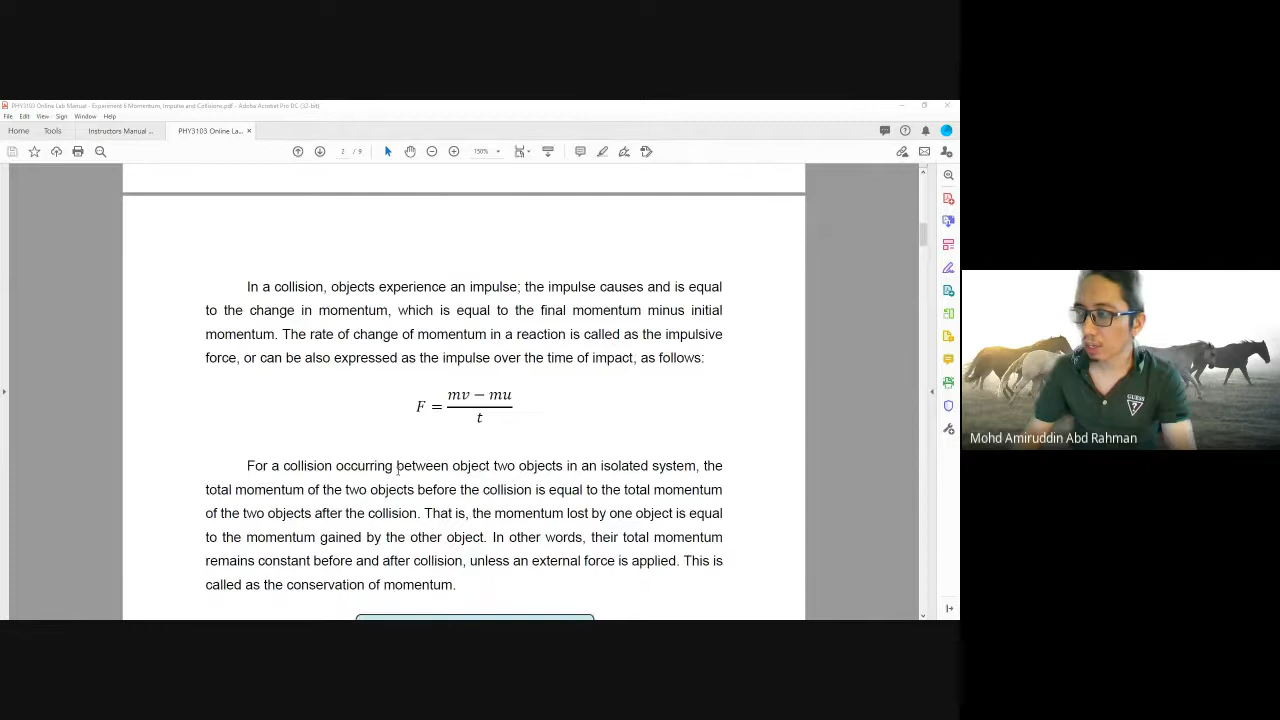 PHY3103 Online Lab Manual - Experiment 6 Momentum, Impulse and Collisions.pdf - Adobe Acrobat Pro DC (32-bit)
File Edit View Sign Window Help
Home Tools Instructors Manual ... PHY3103 Online La... ×
2 / 9 150%
In a collision, objects experience an impulse; the impulse causes and is equal
to the change in momentum, which is equal to the final momentum minus initial
momentum. The rate of change of momentum in a reaction is called as the impulsive
force, or can be also expressed as the impulse over the time of impact, as follows:
F = (mv − mu) / t
For a collision occurring between object two objects in an isolated system, the
total momentum of the two objects before the collision is equal to the total momentum
of the two objects after the collision. That is, the momentum lost by one object is equal
to the momentum gained by the other object. In other words, their total momentum
remains constant before and after collision, unless an external force is applied. This is
called as the conservation of momentum.
GUESS
?
Mohd Amiruddin Abd Rahman